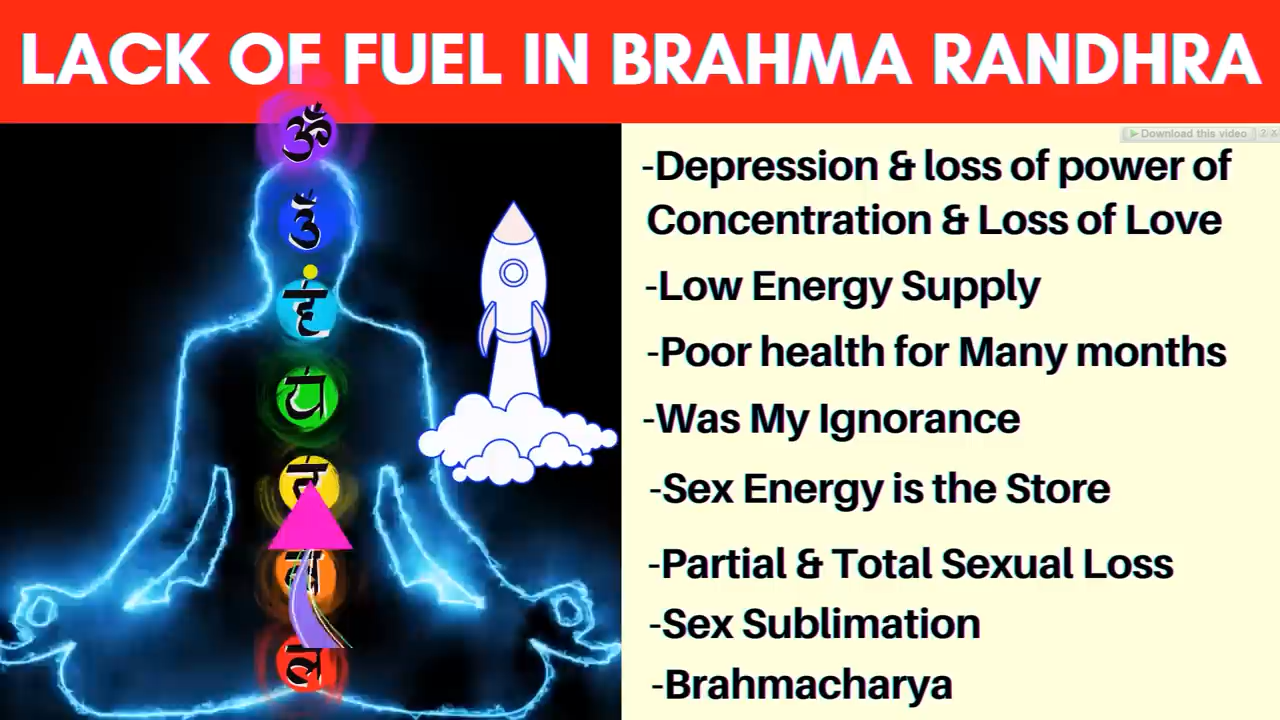 LACK OF FUEL IN BRAHMA RANDHRA
Download this video
ॐ
-Depression & loss of power of
Concentration & Loss of Love
-Low Energy Supply
हं
-Poor health for Many months
यं
-Was My Ignorance
-Sex Energy is the Store
-Partial & Total Sexual Loss
-Sex Sublimation
-Brahmacharya